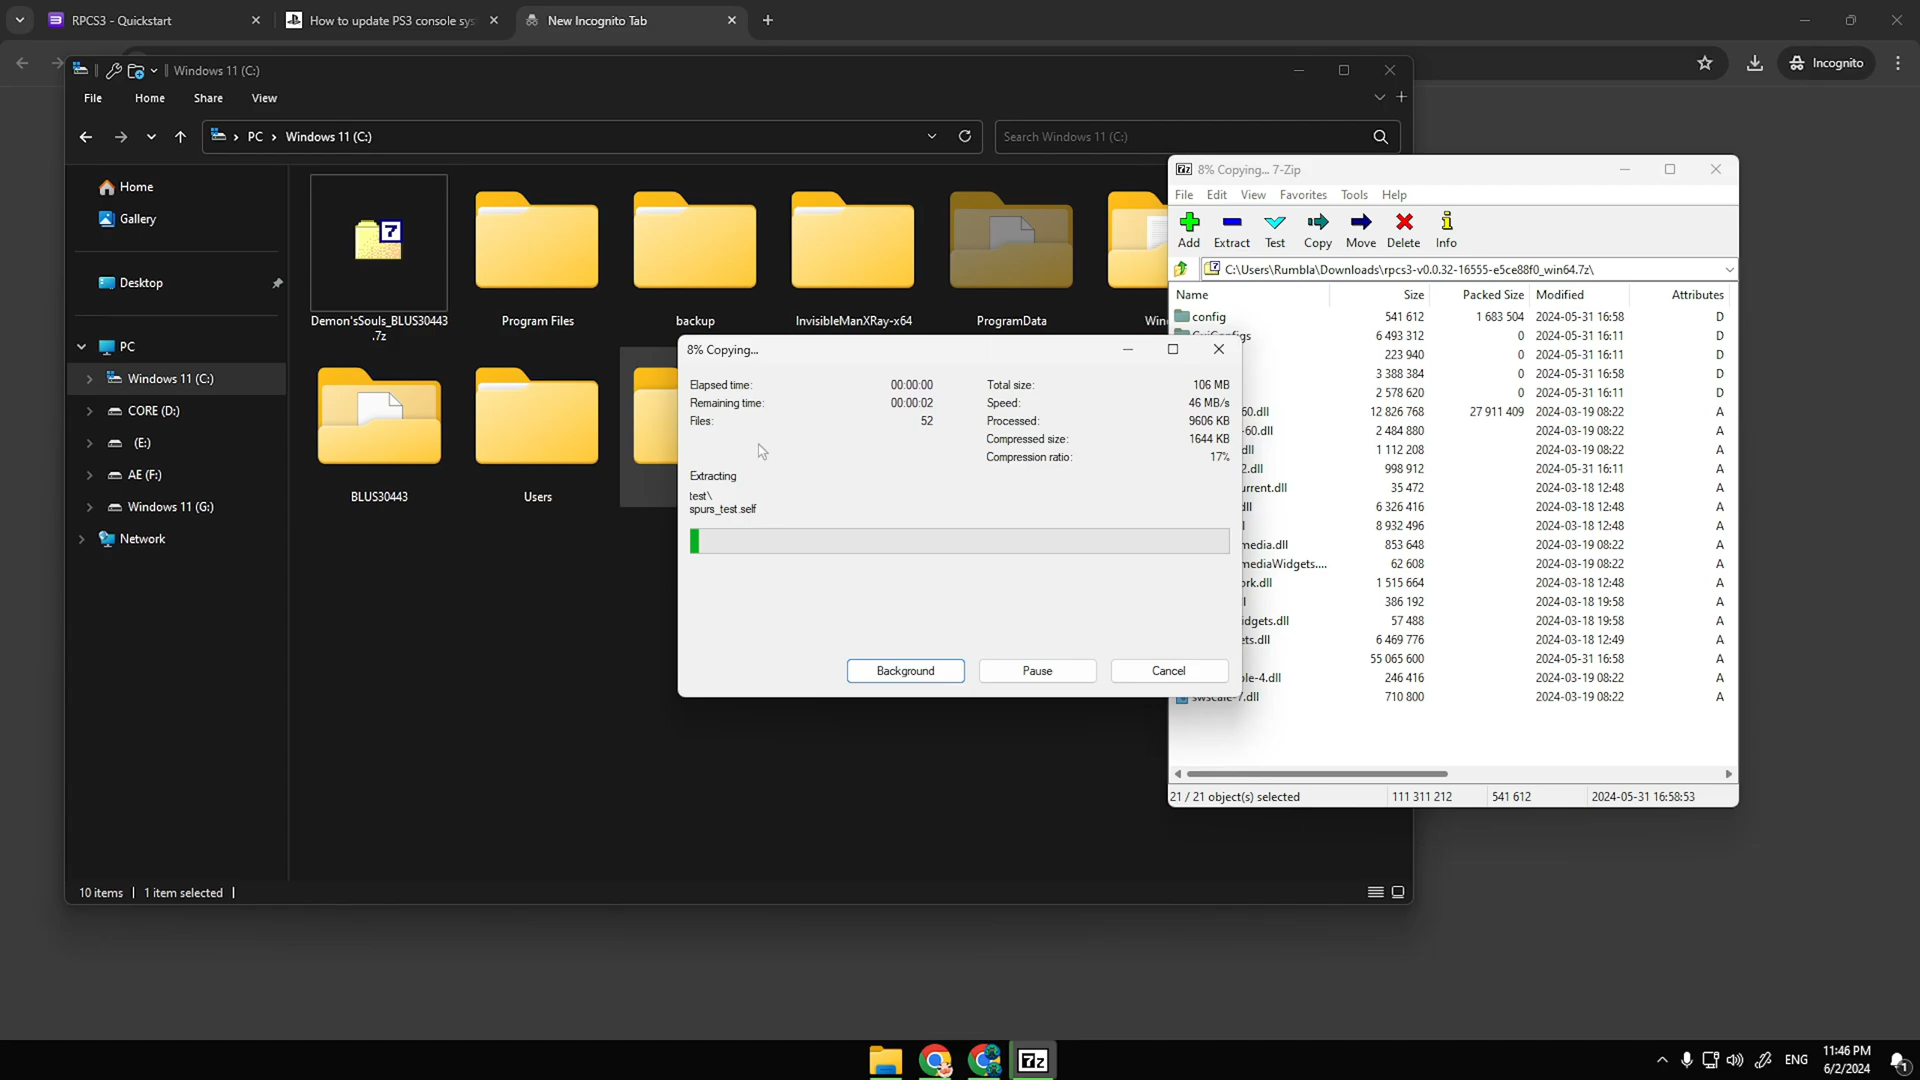 RPCS3 - Quickstart
How to update PS3 console sys
New Incognito Tab
Incognito
Windows 11 (C:)
File Home Share View
PC > Windows 11 (C:)
Search Windows 11 (C:)
Home
Gallery
Desktop
PC
Windows 11 (C:)
CORE (D:)
(E:)
AE (F:)
Windows 11 (G:)
Network
7
Demon'sSouls_BLUS30443
.7z
Program Files
backup
InvisibleManXRay-x64
ProgramData
BLUS30443
Users
10 items
1 item selected
7z 8% Copying... 7-Zip
File Edit View Favorites Tools Help
Add Extract Test Copy Move Delete Info
C:\Users\Rumbla\Downloads\rpcs3-v0.0.32-16555-e5ce88f0_win64.7z\
Name Size Packed Size Modified Attributes
config 541 612 1 683 504 2024-05-31 16:58 D
GuiConfigs 6 493 312 0 2024-05-31 16:11 D
223 940 0 2024-05-31 16:11 D
3 388 384 0 2024-05-31 16:58 D
2 578 620 0 2024-05-31 16:11 D
60.dll 12 826 768 27 911 409 2024-03-19 08:22 A
-60.dll 2 484 880 2024-03-19 08:22 A
dll 1 112 208 2024-03-19 08:22 A
2.dll 998 912 2024-05-31 16:11 A
urrent.dll 35 472 2024-03-18 12:48 A
dll 6 326 416 2024-03-18 12:48 A
l 8 932 496 2024-03-18 12:48 A
media.dll 853 648 2024-03-19 08:22 A
mediaWidgets.... 62 608 2024-03-19 08:22 A
ork.dll 1 515 664 2024-03-18 12:48 A
l 386 192 2024-03-18 19:58 A
idgets.dll 57 488 2024-03-18 19:58 A
ets.dll 6 469 776 2024-03-18 12:49 A
55 065 600 2024-05-31 16:58 A
ple-4.dll 246 416 2024-03-19 08:22 A
swscale-7.dll 710 800 2024-03-19 08:22 A
21 / 21 object(s) selected 111 311 212 541 612 2024-05-31 16:58:53
8% Copying...
Elapsed time: 00:00:00 Total size: 106 MB
Remaining time: 00:00:02 Speed: 46 MB/s
Files: 52 Processed: 9606 KB
Compressed size: 1644 KB
Compression ratio: 17%
Extracting
test\
spurs_test.self
Background Pause Cancel
7z
ENG
11:46 PM
6/2/2024
1